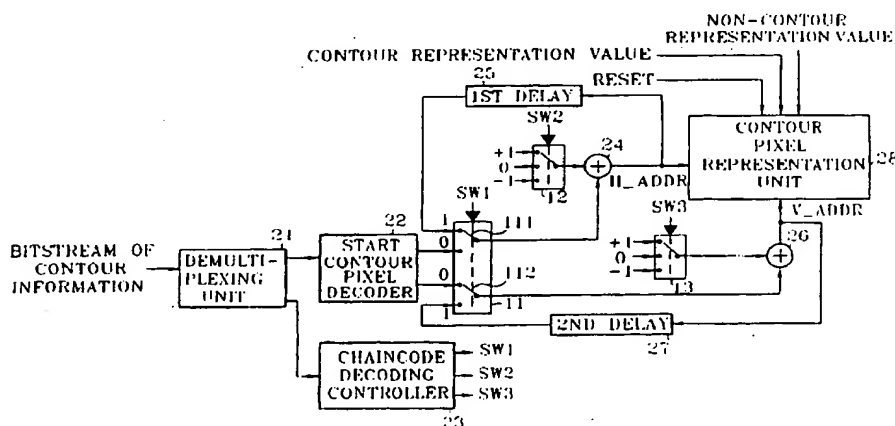 NON-CONTOUR
REPRESENTATION VALUE
CONTOUR REPRESENTATION VALUE
25
RESET
1ST DELAY
SW2
24
CONTOUR
PIXEL
REPRESENTATION
UNIT
28
+1
0
-1
12
H_ADDR
SW1
SW3
V_ADDR
1
111
26
21
22
BITSTREAM OF
CONTOUR
INFORMATION
DEMULTI-
PLEXING
UNIT
START
CONTOUR
PIXEL
DECODER
0
0
112
+1
0
-1
13
11
1
2ND DELAY
27
CHAINCODE
DECODING
CONTROLLER
SW1
SW2
SW3
23